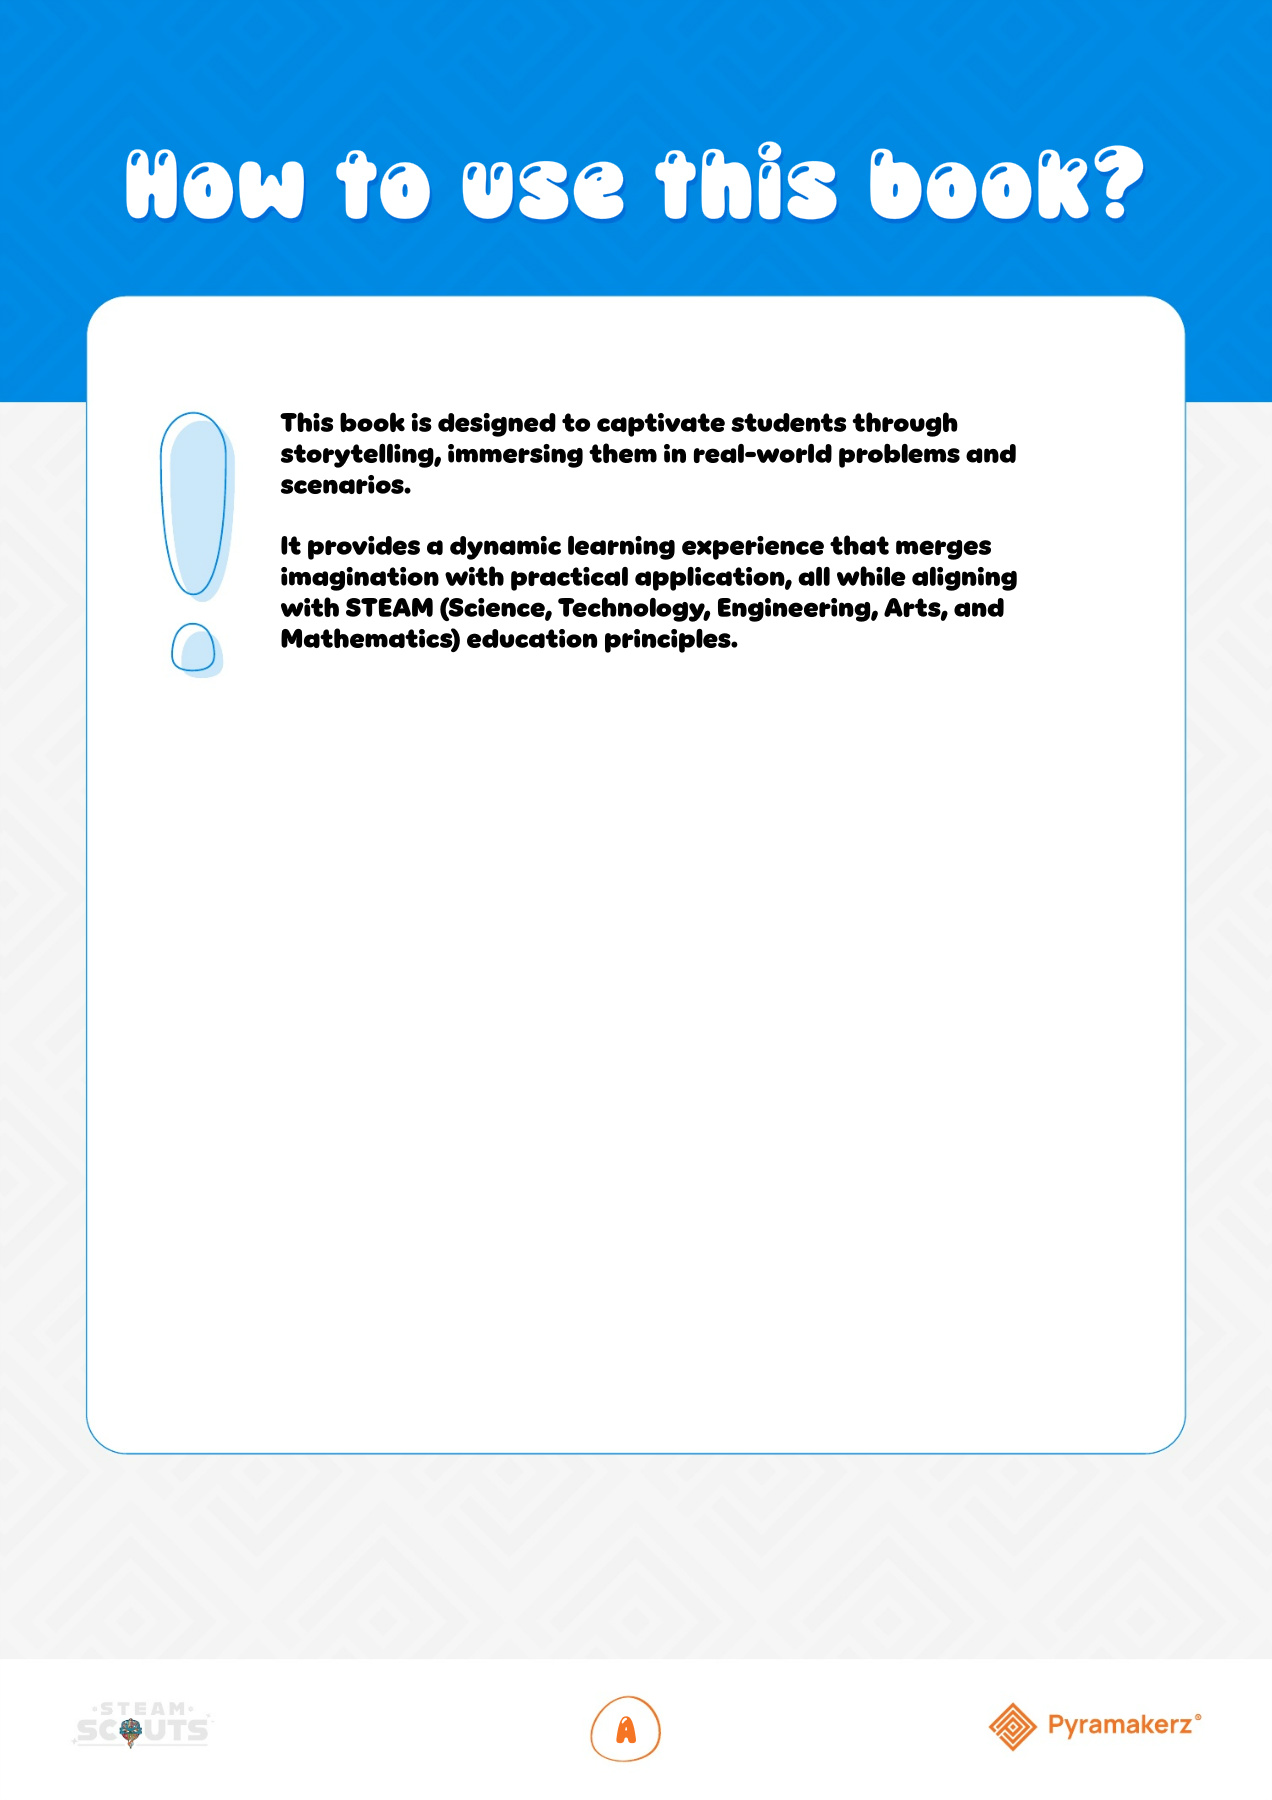 How to use this book?
This book is designed to captivate students through
storytelling, immersing them in real-world problems and
scenarios.
It provides a dynamic learning experience that merges
imagination with practical application, all while aligning
with STEAM (Science, Technology, Engineering, Arts, and
Mathematics) education principles.
·STEAM·
SCOUTS
A
Pyramakerz®